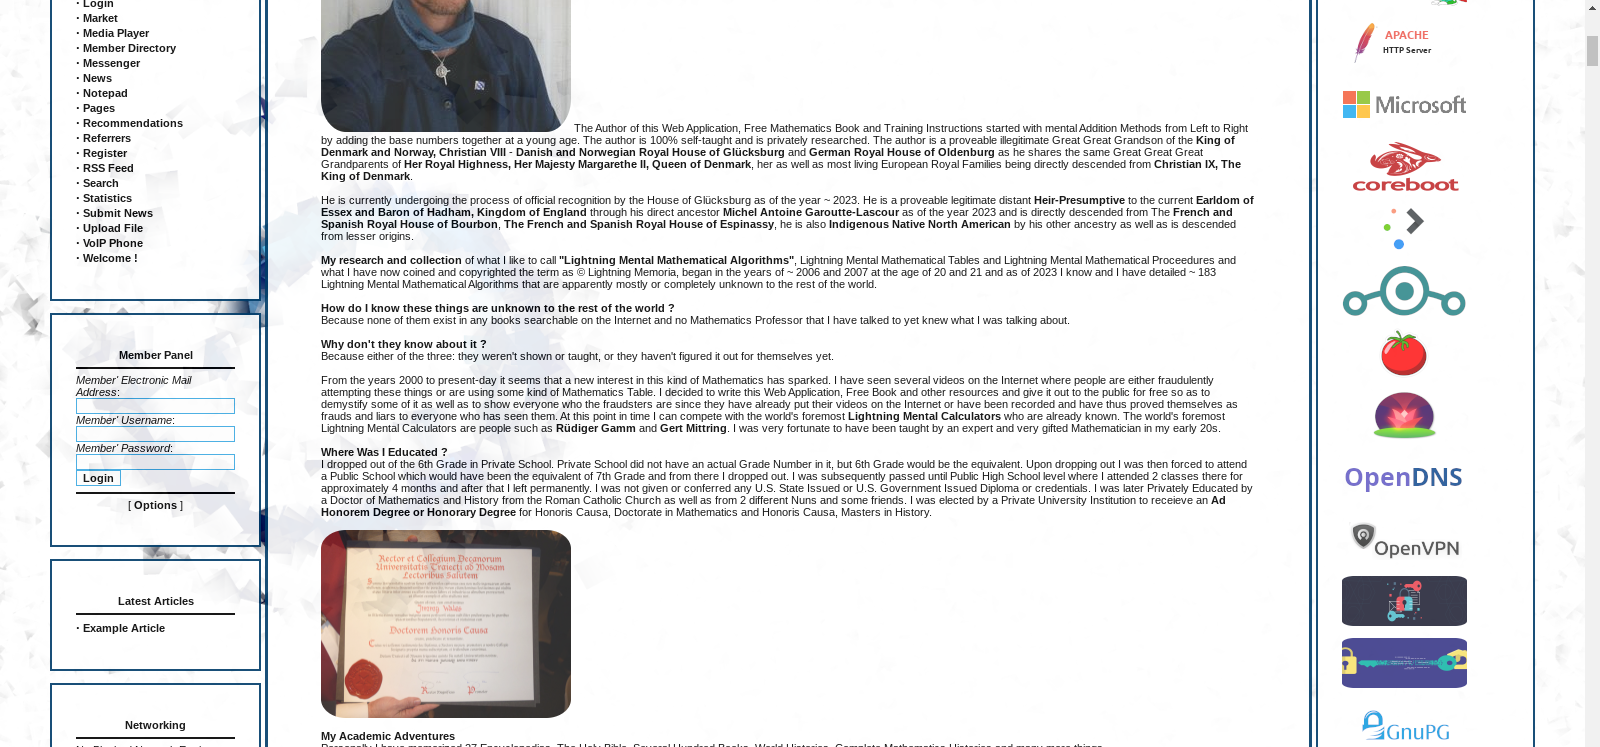 · Login
· Market
· Media Player
· Member Directory
· Messenger
· News
· Notepad
· Pages
· Recommendations
· Referrers
· Register
· RSS Feed
· Search
· Statistics
· Submit News
· Upload File
· VoIP Phone
· Welcome !
Member Panel
Member' Electronic Mail
Address:
Member' Username:
Member' Password:
Login
[ Options ]
Latest Articles
· Example Article
Networking
The Author of this Web Application, Free Mathematics Book and Training Instructions started with mental Addition Methods from Left to Right
by adding the base numbers together at a young age. The author is 100% self-taught and is privately researched. The author is a proveable illegitimate Great Great Grandson of the King of
Denmark and Norway, Christian VIII - Danish and Norwegian Royal House of Glücksburg and German Royal House of Oldenburg as he shares the same Great Great Great
Grandparents of Her Royal Highness, Her Majesty Margarethe II, Queen of Denmark, her as well as most living European Royal Families being directly descended from Christian IX, The
King of Denmark.
He is currently undergoing the process of official recognition by the House of Glücksburg as of the year ~ 2023. He is a proveable legitimate distant Heir-Presumptive to the current Earldom of
Essex and Baron of Hadham, Kingdom of England through his direct ancestor Michel Antoine Garoutte-Lascour as of the year 2023 and is directly descended from The French and
Spanish Royal House of Bourbon, The French and Spanish Royal House of Espinassy, he is also Indigenous Native North American by his other ancestry as well as is descended
from lesser origins.
My research and collection of what I like to call "Lightning Mental Mathematical Algorithms", Lightning Mental Mathematical Tables and Lightning Mental Mathematical Proceedures and
what I have now coined and copyrighted the term as © Lightning Memoria, began in the years of ~ 2006 and 2007 at the age of 20 and 21 and as of 2023 I know and I have detailed ~ 183
Lightning Mental Mathematical Algorithms that are apparently mostly or completely unknown to the rest of the world.
How do I know these things are unknown to the rest of the world ?
Because none of them exist in any books searchable on the Internet and no Mathematics Professor that I have talked to yet knew what I was talking about.
Why don't they know about it ?
Because either of the three: they weren't shown or taught, or they haven't figured it out for themselves yet.
From the years 2000 to present-day it seems that a new interest in this kind of Mathematics has sparked. I have seen several videos on the Internet where people are either fraudulently
attempting these things or are using some kind of Mathematics Table. I decided to write this Web Application, Free Book and other resources and give it out to the public for free so as to
demystify some of it as well as to show everyone who the fraudsters are since they have already put their videos on the Internet or have been recorded and have thus proved themselves as
frauds and liars to everyone who has seen them. At this point in time I can compete with the world's foremost Lightning Mental Calculators who are already known. The world's foremost
Lightning Mental Calculators are people such as Rüdiger Gamm and Gert Mittring. I was very fortunate to have been taught by an expert and very gifted Mathematician in my early 20s.
Where Was I Educated ?
I dropped out of the 6th Grade in Private School. Private School did not have an actual Grade Number in it, but 6th Grade would be the equivalent. Upon dropping out I was then forced to attend
a Public School which would have been the equivalent of 7th Grade and from there I dropped out. I was subsequently passed until Public High School level where I attended 2 classes there for
approximately 4 months and after that I left permanently. I was not given or conferred any U.S. State Issued or U.S. Government Issued Diploma or credentials. I was later Privately Educated by
a Doctor of Mathematics and History from the Roman Catholic Church as well as from 2 different Nuns and some friends. I was elected by a Private University Institution to receieve an Ad
Honorem Degree or Honorary Degree for Honoris Causa, Doctorate in Mathematics and Honoris Causa, Masters in History.
Rector et Collegium Decanorum
Universitatis Traiecti ad Mosam
Lectoribus Salutem
Jimmy Wales
Doctorem Honoris Causa
My Academic Adventures
Personally I have memorized 27 Encyclopedias, The Holy Bible, Several Hundred Books, World Histories, Complete Mathematics Histories and many more things.
APACHE
HTTP Server
Microsoft
coreboot
OpenDNS
OpenVPN
GnuPG